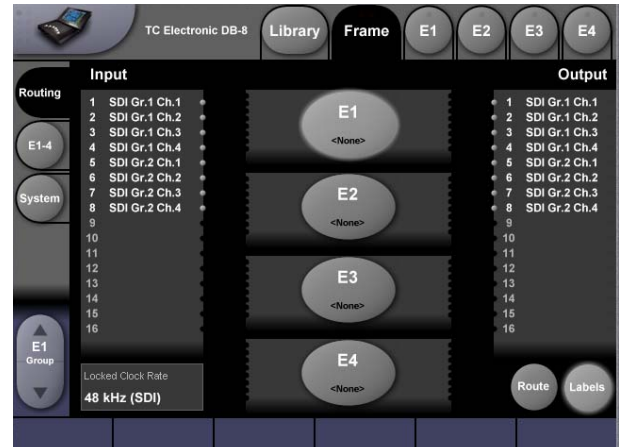 TC Electronic DB-8
Library
Frame
E1
E2
E3
E4
Routing
E1-4
System
E1
Group
Input
1 SDI Gr.1 Ch.1
2 SDI Gr.1 Ch.2
3 SDI Gr.1 Ch.3
4 SDI Gr.1 Ch.4
5 SDI Gr.2 Ch.1
6 SDI Gr.2 Ch.2
7 SDI Gr.2 Ch.3
8 SDI Gr.2 Ch.4
9
10
11
12
13
14
15
16
Locked Clock Rate
48 kHz (SDI)
E1
<None>
E2
<None>
E3
<None>
E4
<None>
Output
1 SDI Gr.1 Ch.1
2 SDI Gr.1 Ch.2
3 SDI Gr.1 Ch.3
4 SDI Gr.1 Ch.4
5 SDI Gr.2 Ch.1
6 SDI Gr.2 Ch.2
7 SDI Gr.2 Ch.3
8 SDI Gr.2 Ch.4
9
10
11
12
13
14
15
16
Route
Labels